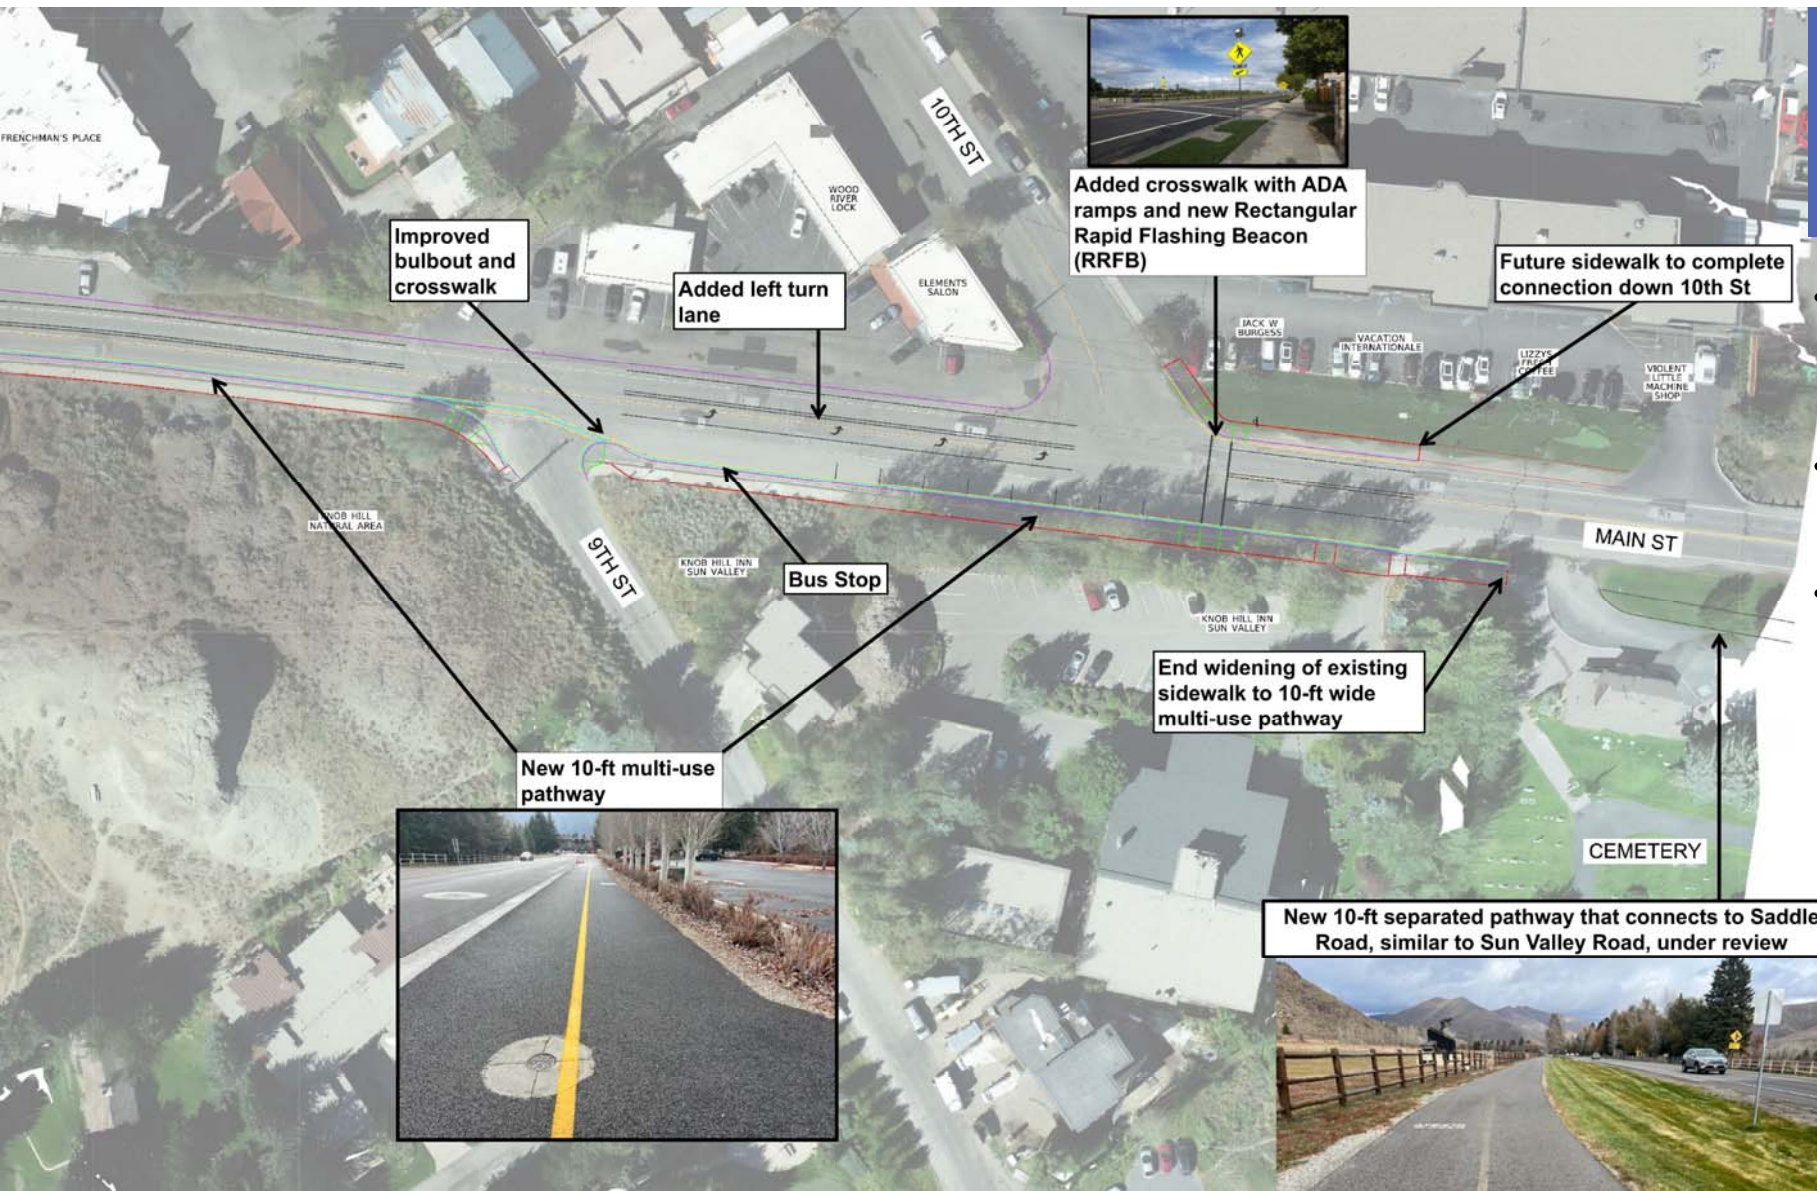 FRENCHMAN'S PLACE
10TH ST
WOOD
RIVER
LOCK
ELEMENTS
SALON
Improved
bulbout and
crosswalk
Added left turn
lane
Added crosswalk with ADA
ramps and new Rectangular
Rapid Flashing Beacon
(RRFB)
Future sidewalk to complete
connection down 10th St
JACK W
BURGESS
VACATION
INTERNATIONALE
LIZZYS
FRESH
COFFEE
VIOLENT
LITTLE
MACHINE
SHOP
MAIN ST
KNOB HILL
NATURAL AREA
9TH ST
KNOB HILL INN
SUN VALLEY
Bus Stop
KNOB HILL INN
SUN VALLEY
End widening of existing
sidewalk to 10-ft wide
multi-use pathway
New 10-ft multi-use
pathway
CEMETERY
New 10-ft separated pathway that connects to Saddle
Road, similar to Sun Valley Road, under review